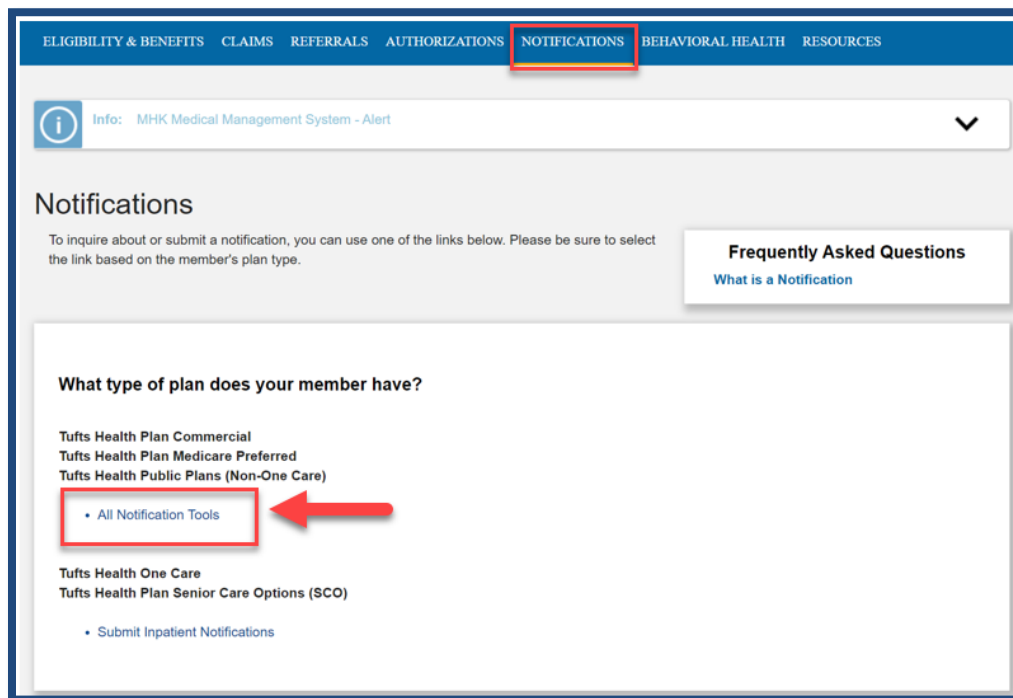 ELIGIBILITY & BENEFITS CLAIMS REFERRALS AUTHORIZATIONS NOTIFICATIONS BEHAVIORAL HEALTH RESOURCES
Info: MHK Medical Management System - Alert
Notifications
To inquire about or submit a notification, you can use one of the links below. Please be sure to select
the link based on the member's plan type.
Frequently Asked Questions
What is a Notification
What type of plan does your member have?
Tufts Health Plan Commercial
Tufts Health Plan Medicare Preferred
Tufts Health Public Plans (Non-One Care)
• All Notification Tools
Tufts Health One Care
Tufts Health Plan Senior Care Options (SCO)
• Submit Inpatient Notifications